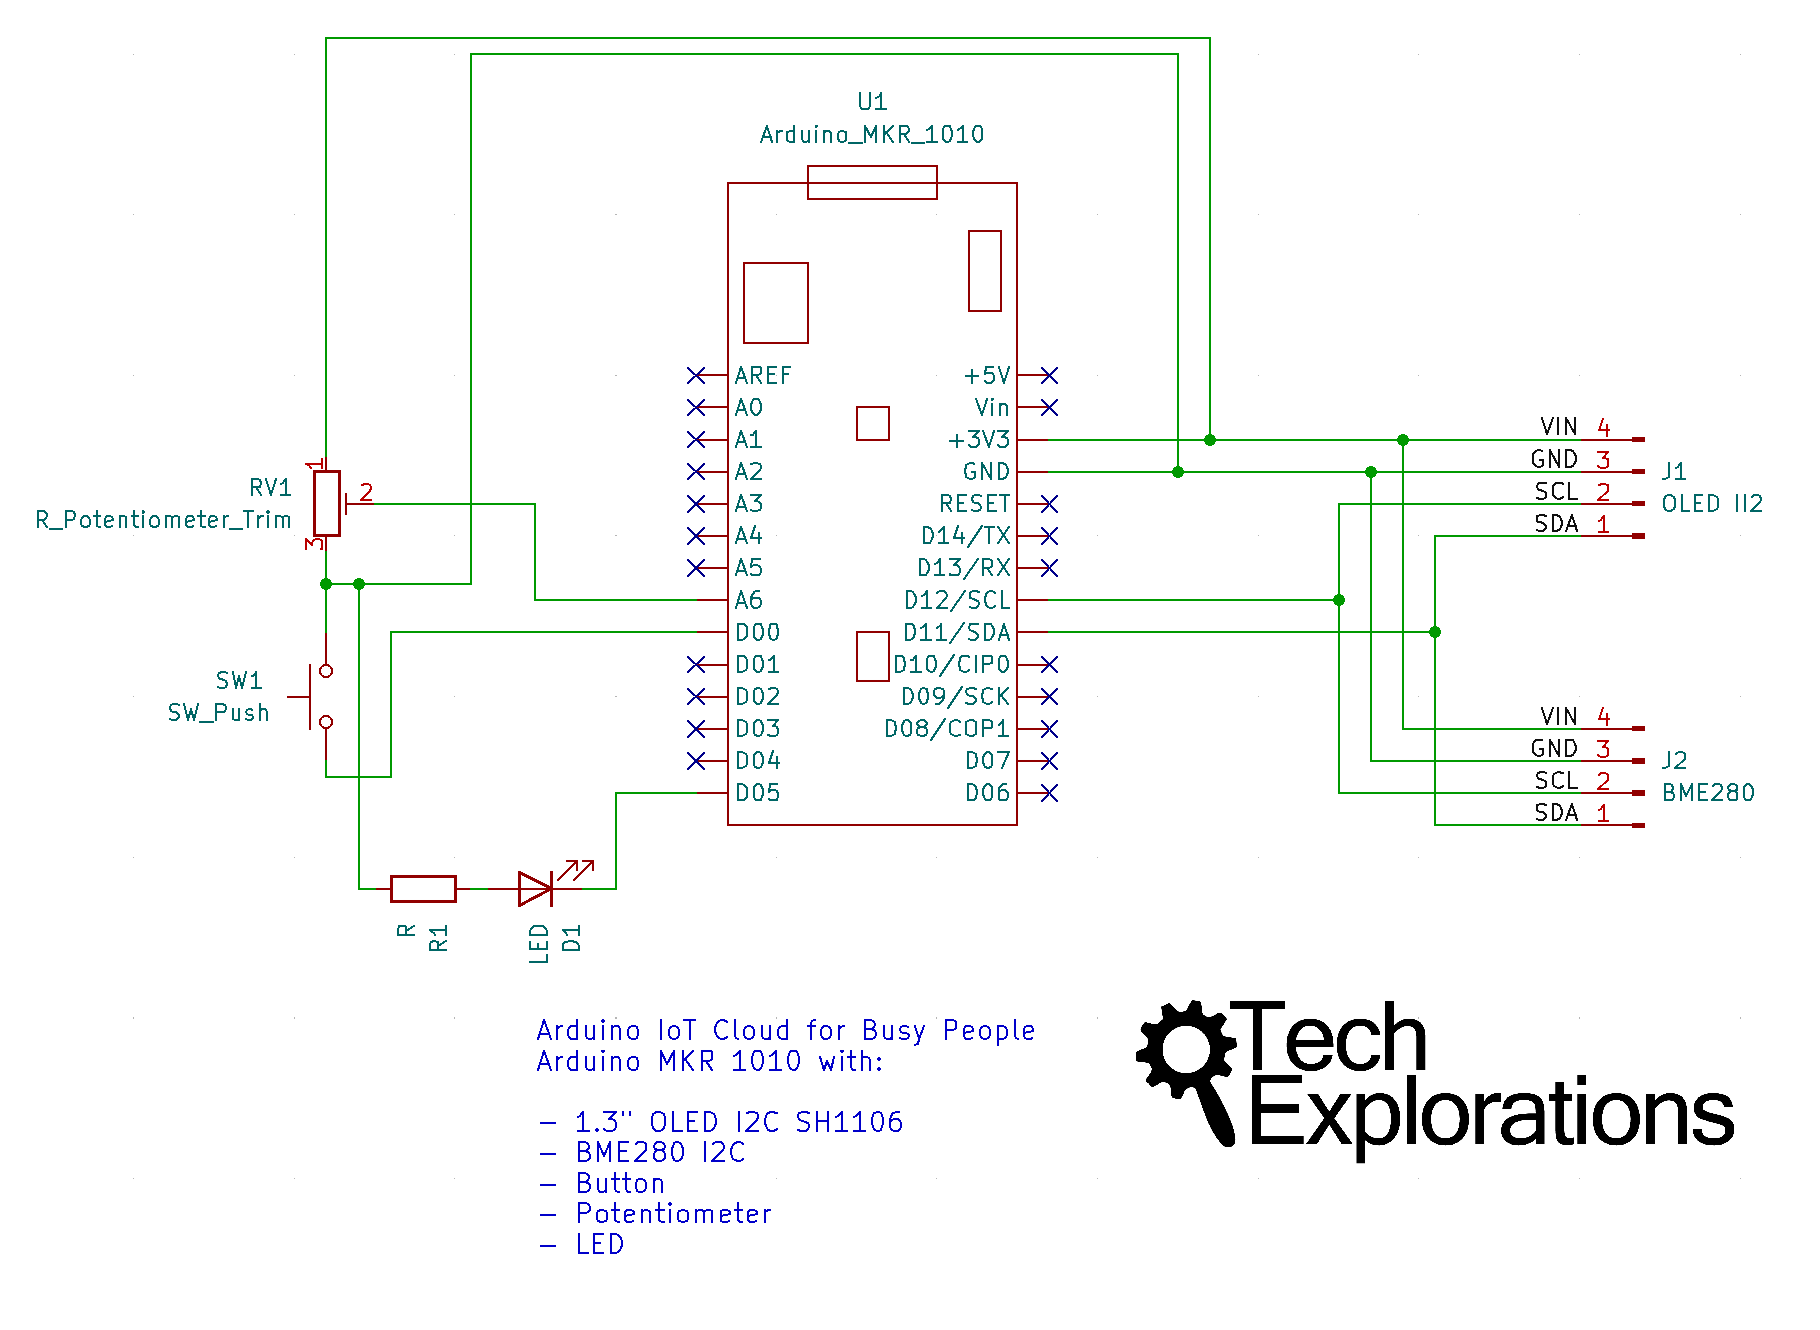 U1
Arduino_MKR_1010
AREF
A0
A1
A2
A3
A4
A5
A6
D00
D01
D02
D03
D04
D05
+5V
Vin
+3V3
GND
RESET
D14/TX
D13/RX
D12/SCL
D11/SDA
D10/CIPO
D09/SCK
D08/COPI
D07
D06
1
RV1
2
R_Potentiometer_Trim
3
SW1
SW_Push
R
R1
LED
D1
VIN 4
GND 3
SCL 2
SDA 1
J1
OLED II2
VIN 4
GND 3
SCL 2
SDA 1
J2
BME280
Arduino IoT Cloud for Busy People
Arduino MKR 1010 with:
- 1.3" OLED I2C SH1106
- BME280 I2C
- Button
- Potentiometer
- LED
Tech
Explorations